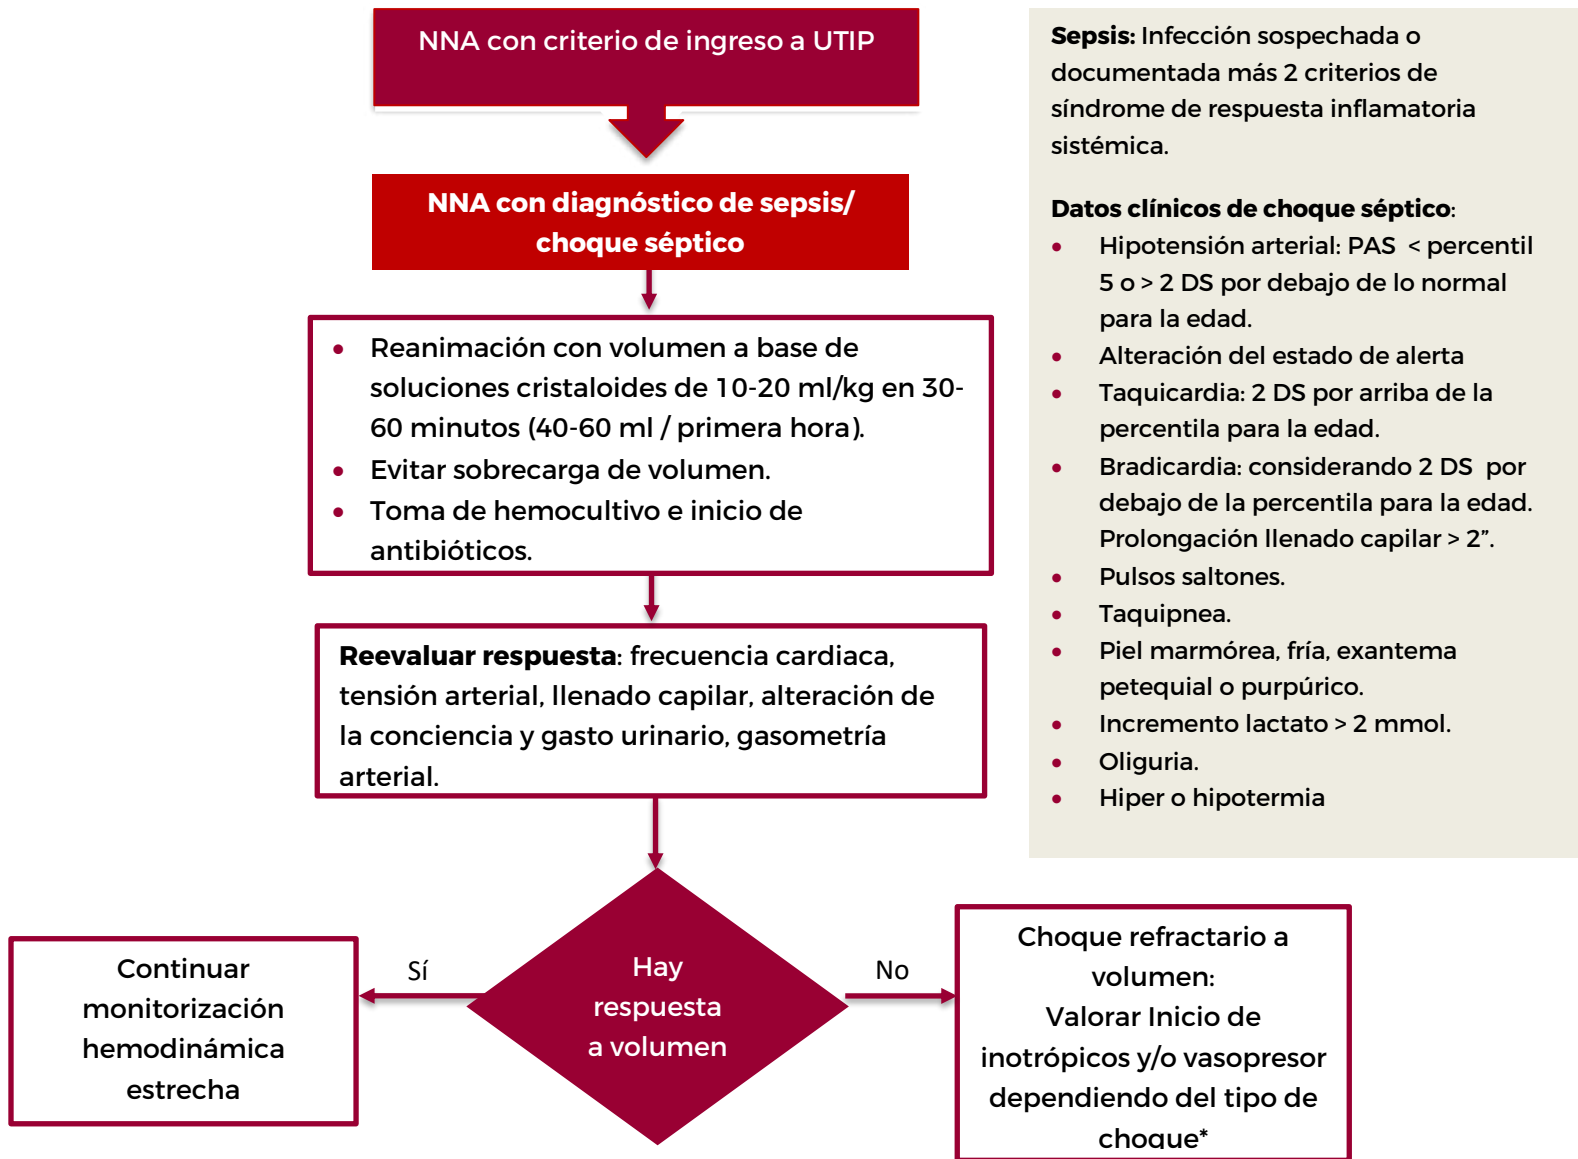 NNA con criterio de ingreso a UTIP
NNA con diagnóstico de sepsis/
choque séptico
• Reanimación con volumen a base de
soluciones cristaloides de 10-20 ml/kg en 30-
60 minutos (40-60 ml / primera hora).
• Evitar sobrecarga de volumen.
• Toma de hemocultivo e inicio de
antibióticos.
Reevaluar respuesta: frecuencia cardiaca,
tensión arterial, llenado capilar, alteración de
la conciencia y gasto urinario, gasometría
arterial.
Hay
respuesta
a volumen
Sí
Continuar
monitorización
hemodinámica
estrecha
No
Choque refractario a
volumen:
Valorar Inicio de
inotrópicos y/o vasopresor
dependiendo del tipo de
choque*
Sepsis: Infección sospechada o
documentada más 2 criterios de
síndrome de respuesta inflamatoria
sistémica.
Datos clínicos de choque séptico:
• Hipotensión arterial: PAS < percentil
5 o > 2 DS por debajo de lo normal
para la edad.
• Alteración del estado de alerta
• Taquicardia: 2 DS por arriba de la
percentila para la edad.
• Bradicardia: considerando 2 DS por
debajo de la percentila para la edad.
Prolongación llenado capilar > 2”.
• Pulsos saltones.
• Taquipnea.
• Piel marmórea, fría, exantema
petequial o purpúrico.
• Incremento lactato > 2 mmol.
• Oliguria.
• Hiper o hipotermia